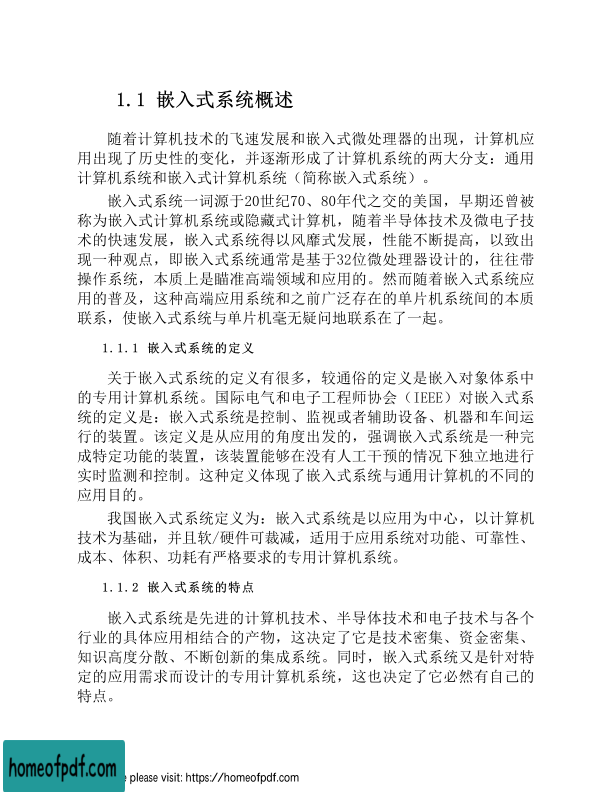 1.1 嵌入式系统概述
随着计算机技术的飞速发展和嵌入式微处理器的出现，计算机应
用出现了历史性的变化，并逐渐形成了计算机系统的两大分支：通用
计算机系统和嵌入式计算机系统（简称嵌入式系统）。
嵌入式系统一词源于20世纪70、80年代之交的美国，早期还曾被
称为嵌入式计算机系统或隐藏式计算机，随着半导体技术及微电子技
术的快速发展，嵌入式系统得以风靡式发展，性能不断提高，以致出
现一种观点，即嵌入式系统通常是基于32位微处理器设计的，往往带
操作系统，本质上是瞄准高端领域和应用的。然而随着嵌入式系统应
用的普及，这种高端应用系统和之前广泛存在的单片机系统间的本质
联系，使嵌入式系统与单片机毫无疑问地联系在了一起。
1.1.1 嵌入式系统的定义
关于嵌入式系统的定义有很多，较通俗的定义是嵌入对象体系中
的专用计算机系统。国际电气和电子工程师协会（IEEE）对嵌入式系
统的定义是：嵌入式系统是控制、监视或者辅助设备、机器和车间运
行的装置。该定义是从应用的角度出发的，强调嵌入式系统是一种完
成特定功能的装置，该装置能够在没有人工干预的情况下独立地进行
实时监测和控制。这种定义体现了嵌入式系统与通用计算机的不同的
应用目的。
我国嵌入式系统定义为：嵌入式系统是以应用为中心，以计算机
技术为基础，并且软/硬件可裁减，适用于应用系统对功能、可靠性、
成本、体积、功耗有严格要求的专用计算机系统。
1.1.2 嵌入式系统的特点
嵌入式系统是先进的计算机技术、半导体技术和电子技术与各个
行业的具体应用相结合的产物，这决定了它是技术密集、资金密集、
知识高度分散、不断创新的集成系统。同时，嵌入式系统又是针对特
定的应用需求而设计的专用计算机系统，这也决定了它必然有自己的
特点。
homeofpdf.com
e please visit: https://homeofpdf.com